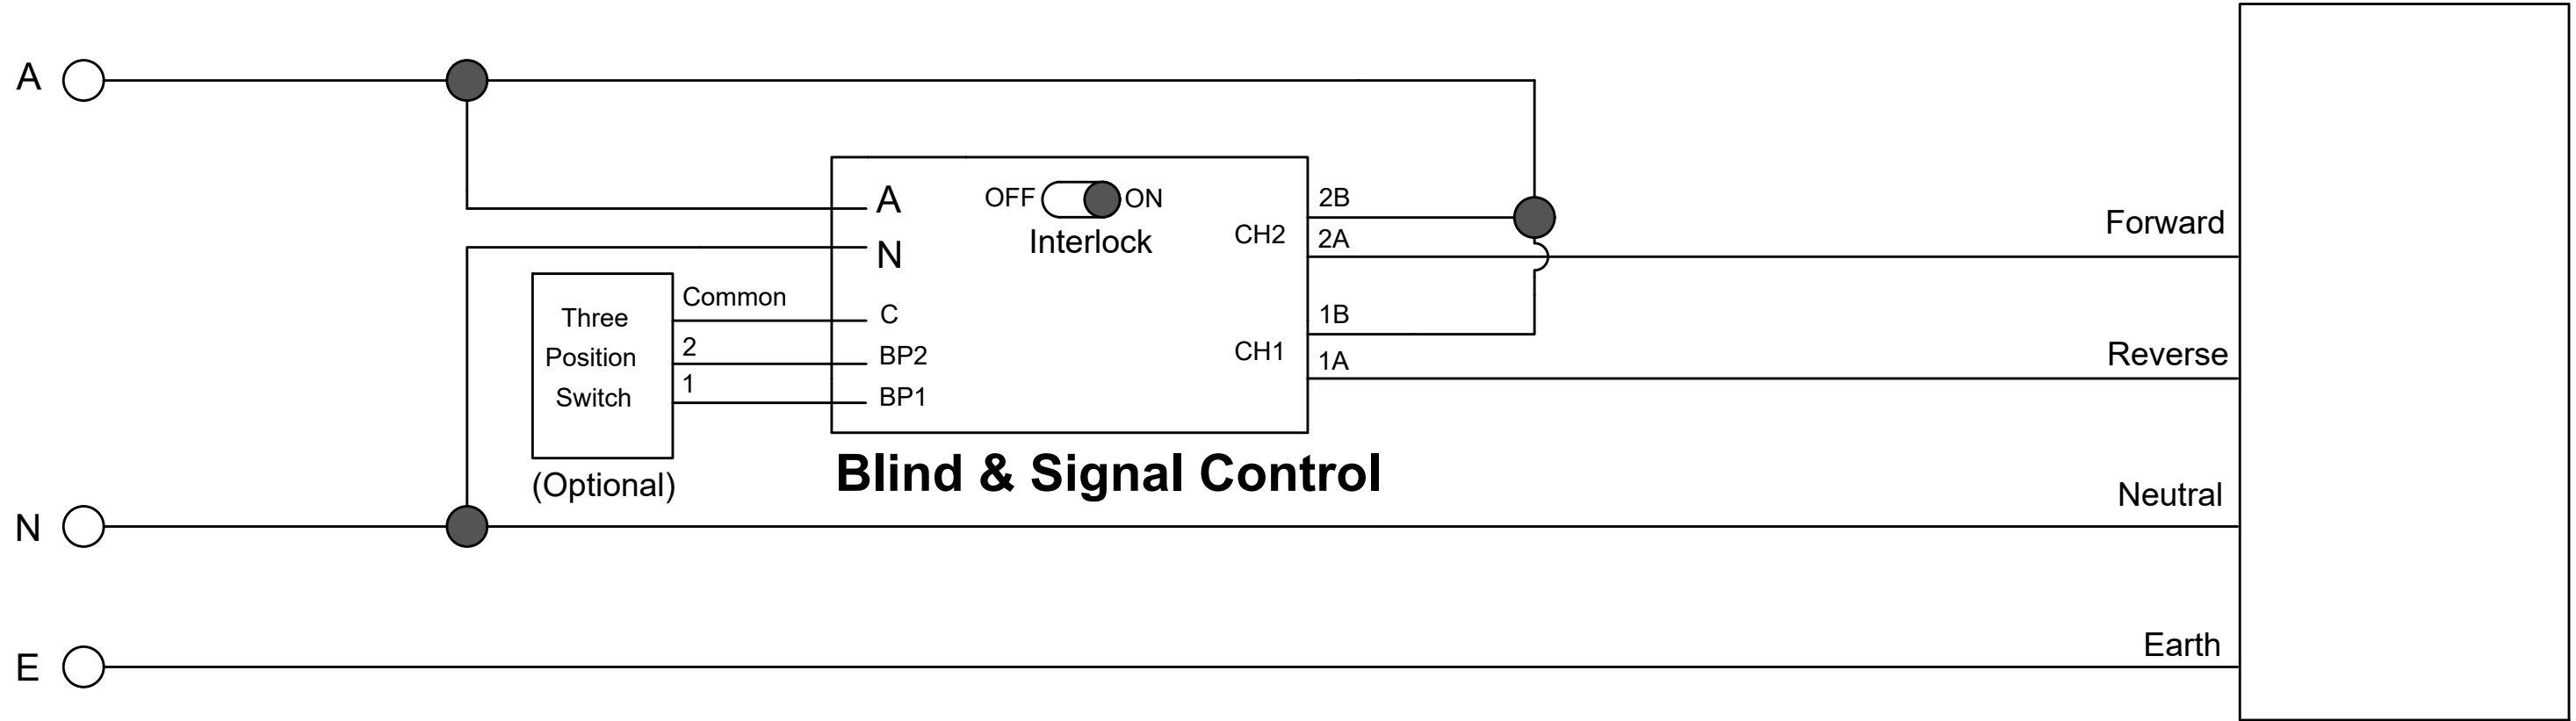 A
A
OFF
ON
2B
Forward
Interlock
CH2
2A
N
Common
C
1B
Three
2
Position
BP2
CH1
1A
Reverse
1
Switch
BP1
Blind & Signal Control
(Optional)
Neutral
N
Earth
E